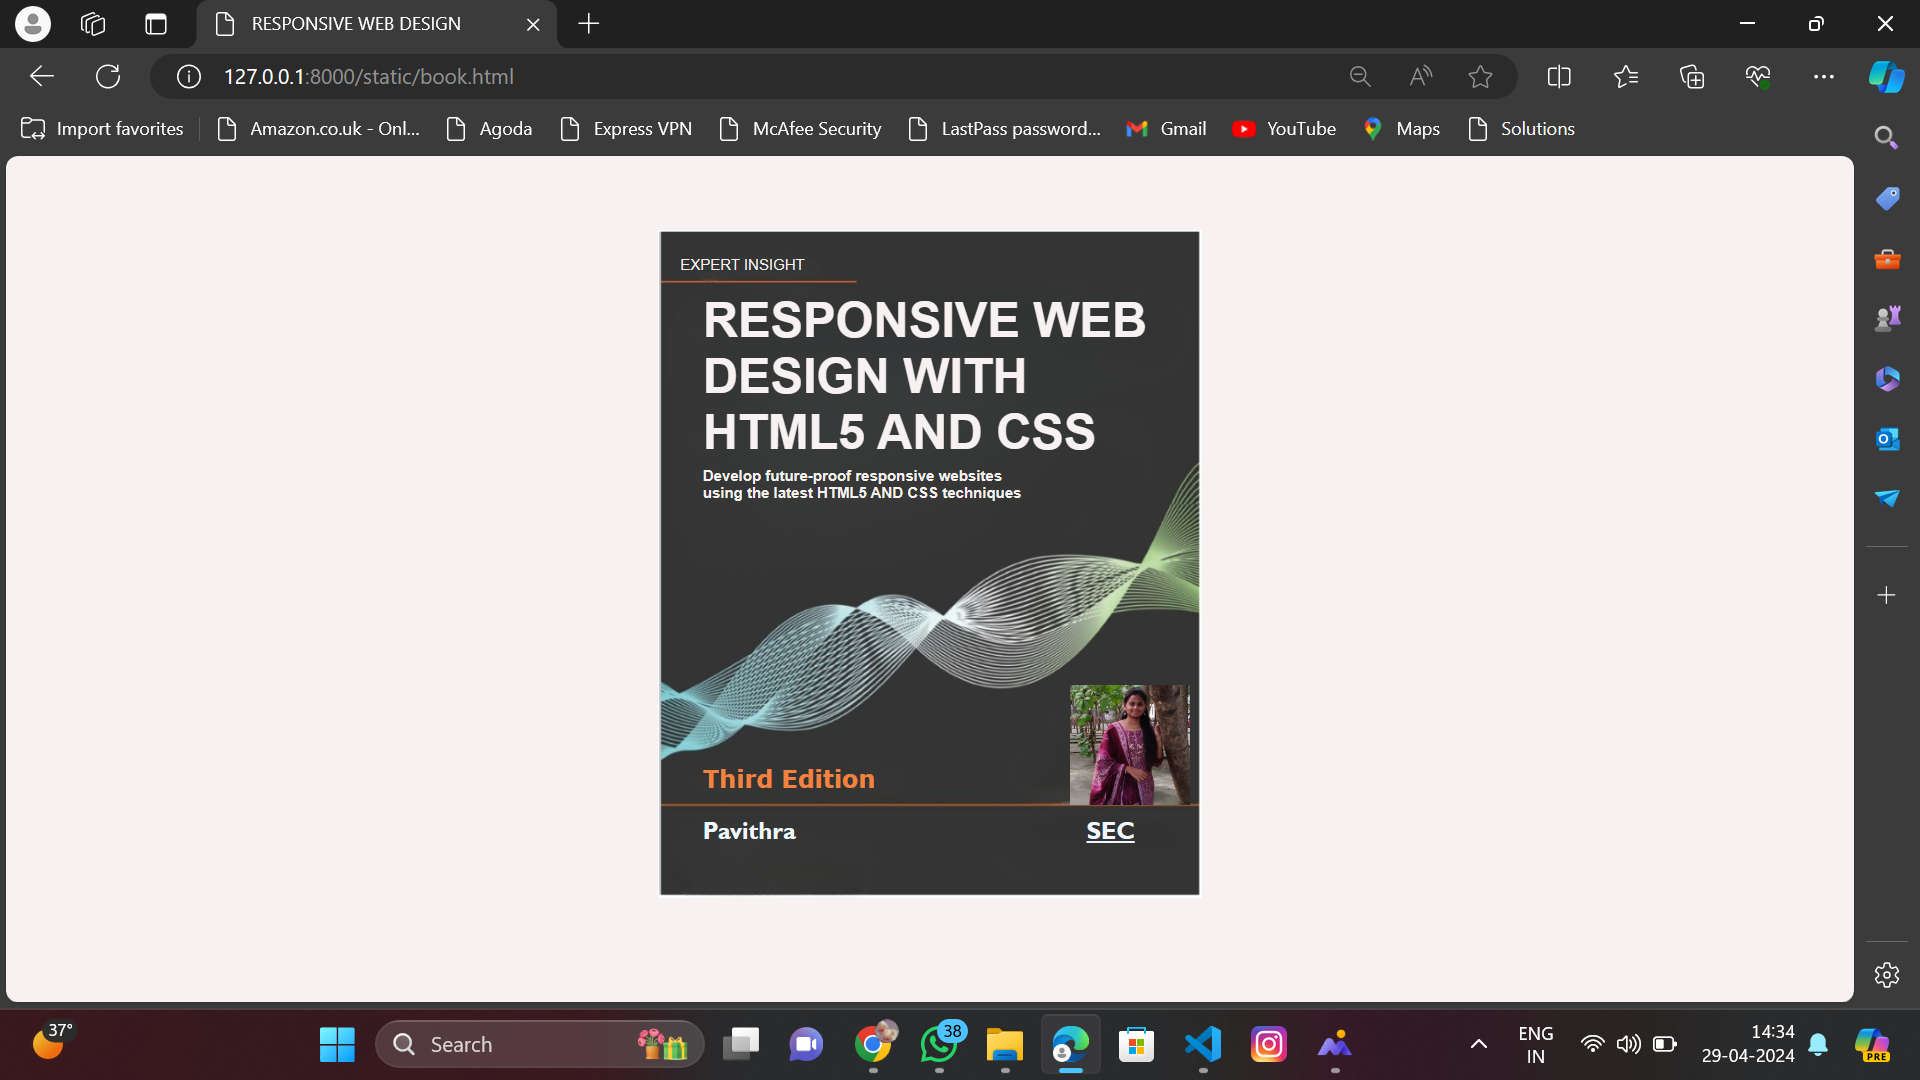 RESPONSIVE WEB DESIGN
127.0.0.1:8000/static/book.html
Import favorites
Amazon.co.uk - Onl...
Agoda
Express VPN
McAfee Security
LastPass password...
Gmail
YouTube
Maps
Solutions
EXPERT INSIGHT
RESPONSIVE WEB
DESIGN WITH
HTML5 AND CSS
Develop future-proof responsive websites
using the latest HTML5 AND CSS techniques
Third Edition
Pavithra
SEC
37°
Search
38
ENG
IN
14:34
29-04-2024
PRE